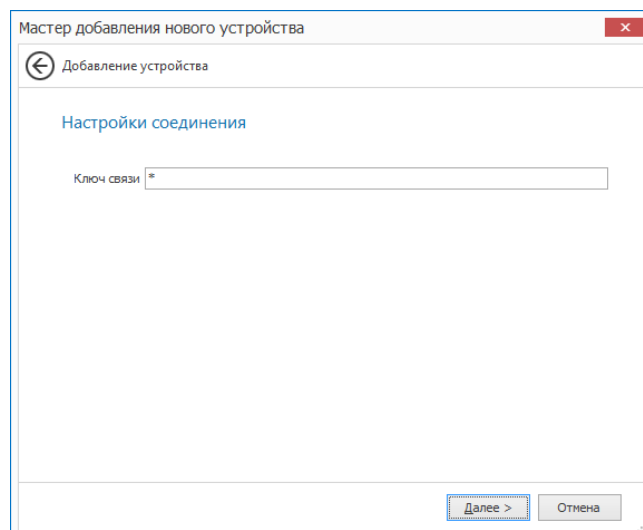 Мастер добавления нового устройства
Добавление устройства
Настройки соединения
Ключ связи *
Далее > Отмена